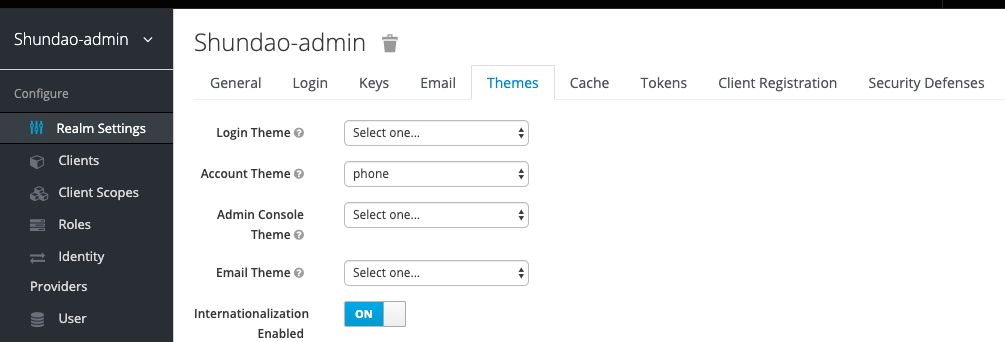 Shundao-admin
Configure
Realm Settings
Clients
Client Scopes
Roles
Identity
Providers
User
Shundao-admin
General Login Keys Email Themes Cache Tokens Client Registration Security Defenses
Login Theme Select one...
Account Theme phone
Admin Console
Theme Select one...
Email Theme Select one...
Internationalization
Enabled ON